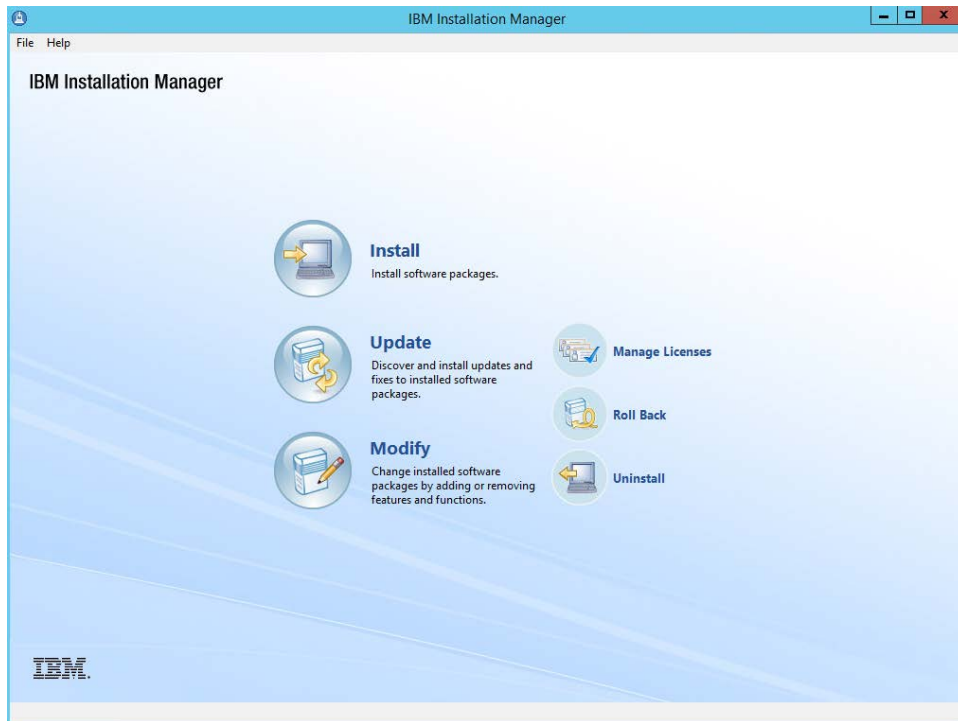 IBM Installation Manager
File Help
IBM Installation Manager
Install
Install software packages.
Update
Discover and install updates and
fixes to installed software
packages.
Modify
Change installed software
packages by adding or removing
features and functions.
Manage Licenses
Roll Back
Uninstall
IBM.